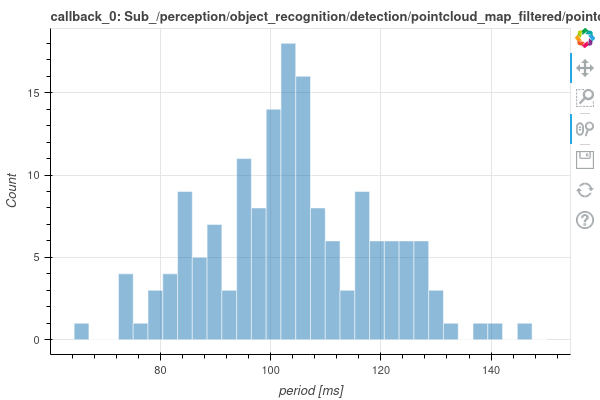 callback_0: Sub_/perception/object_recognition/detection/pointcloud_map_filtered/pointc
15
10
5
0
Count
80
100
120
140
period [ms]